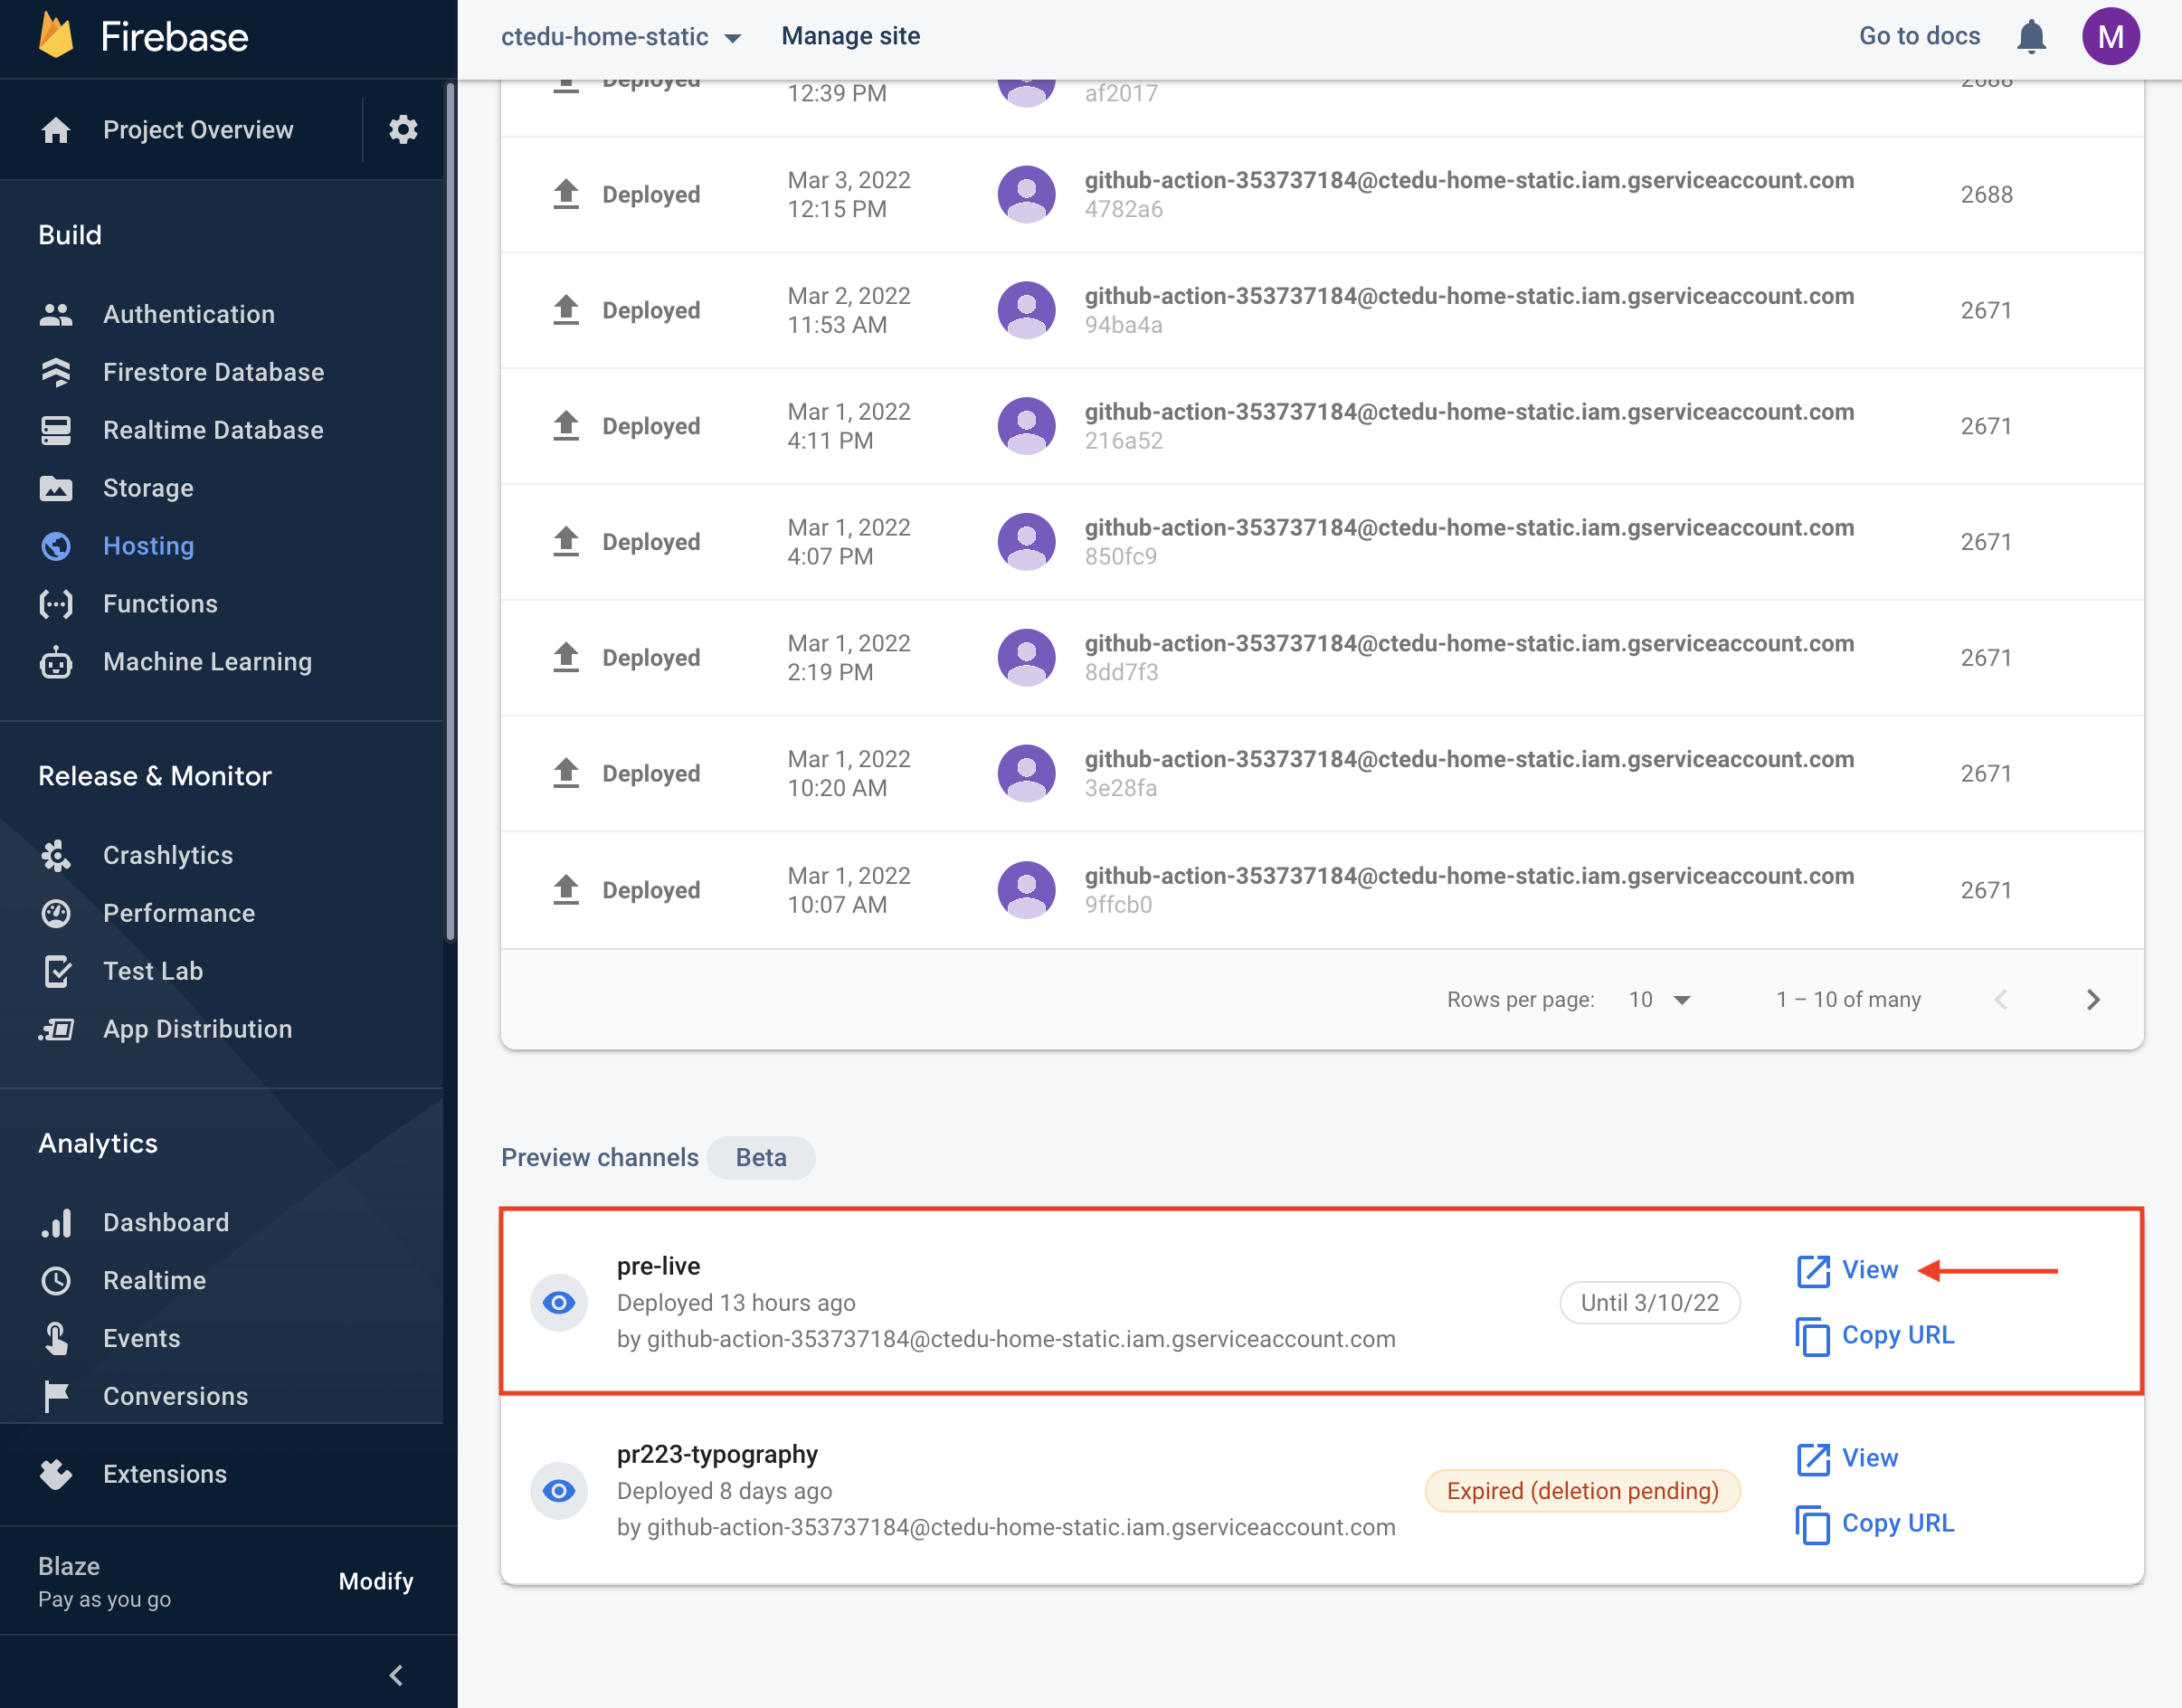 Firebase
Project Overview
Build
Authentication
Firestore Database
Realtime Database
Storage
Hosting
Functions
Machine Learning
Release & Monitor
Crashlytics
Performance
Test Lab
App Distribution
Analytics
Dashboard
Realtime
Events
Conversions
Extensions
Blaze
Pay as you go
Modify
ctedu-home-static
Manage site
Go to docs
M
Deployed
12:39 PM
af2017
2688
Deployed
Mar 3, 2022
12:15 PM
github-action-353737184@ctedu-home-static.iam.gserviceaccount.com
4782a6
2688
Deployed
Mar 2, 2022
11:53 AM
github-action-353737184@ctedu-home-static.iam.gserviceaccount.com
94ba4a
2671
Deployed
Mar 1, 2022
4:11 PM
github-action-353737184@ctedu-home-static.iam.gserviceaccount.com
216a52
2671
Deployed
Mar 1, 2022
4:07 PM
github-action-353737184@ctedu-home-static.iam.gserviceaccount.com
850fc9
2671
Deployed
Mar 1, 2022
2:19 PM
github-action-353737184@ctedu-home-static.iam.gserviceaccount.com
8dd7f3
2671
Deployed
Mar 1, 2022
10:20 AM
github-action-353737184@ctedu-home-static.iam.gserviceaccount.com
3e28fa
2671
Deployed
Mar 1, 2022
10:07 AM
github-action-353737184@ctedu-home-static.iam.gserviceaccount.com
9ffcb0
2671
Rows per page: 10
1 – 10 of many
Preview channels Beta
pre-live
Deployed 13 hours ago
by github-action-353737184@ctedu-home-static.iam.gserviceaccount.com
Until 3/10/22
View
Copy URL
pr223-typography
Deployed 8 days ago
by github-action-353737184@ctedu-home-static.iam.gserviceaccount.com
Expired (deletion pending)
View
Copy URL